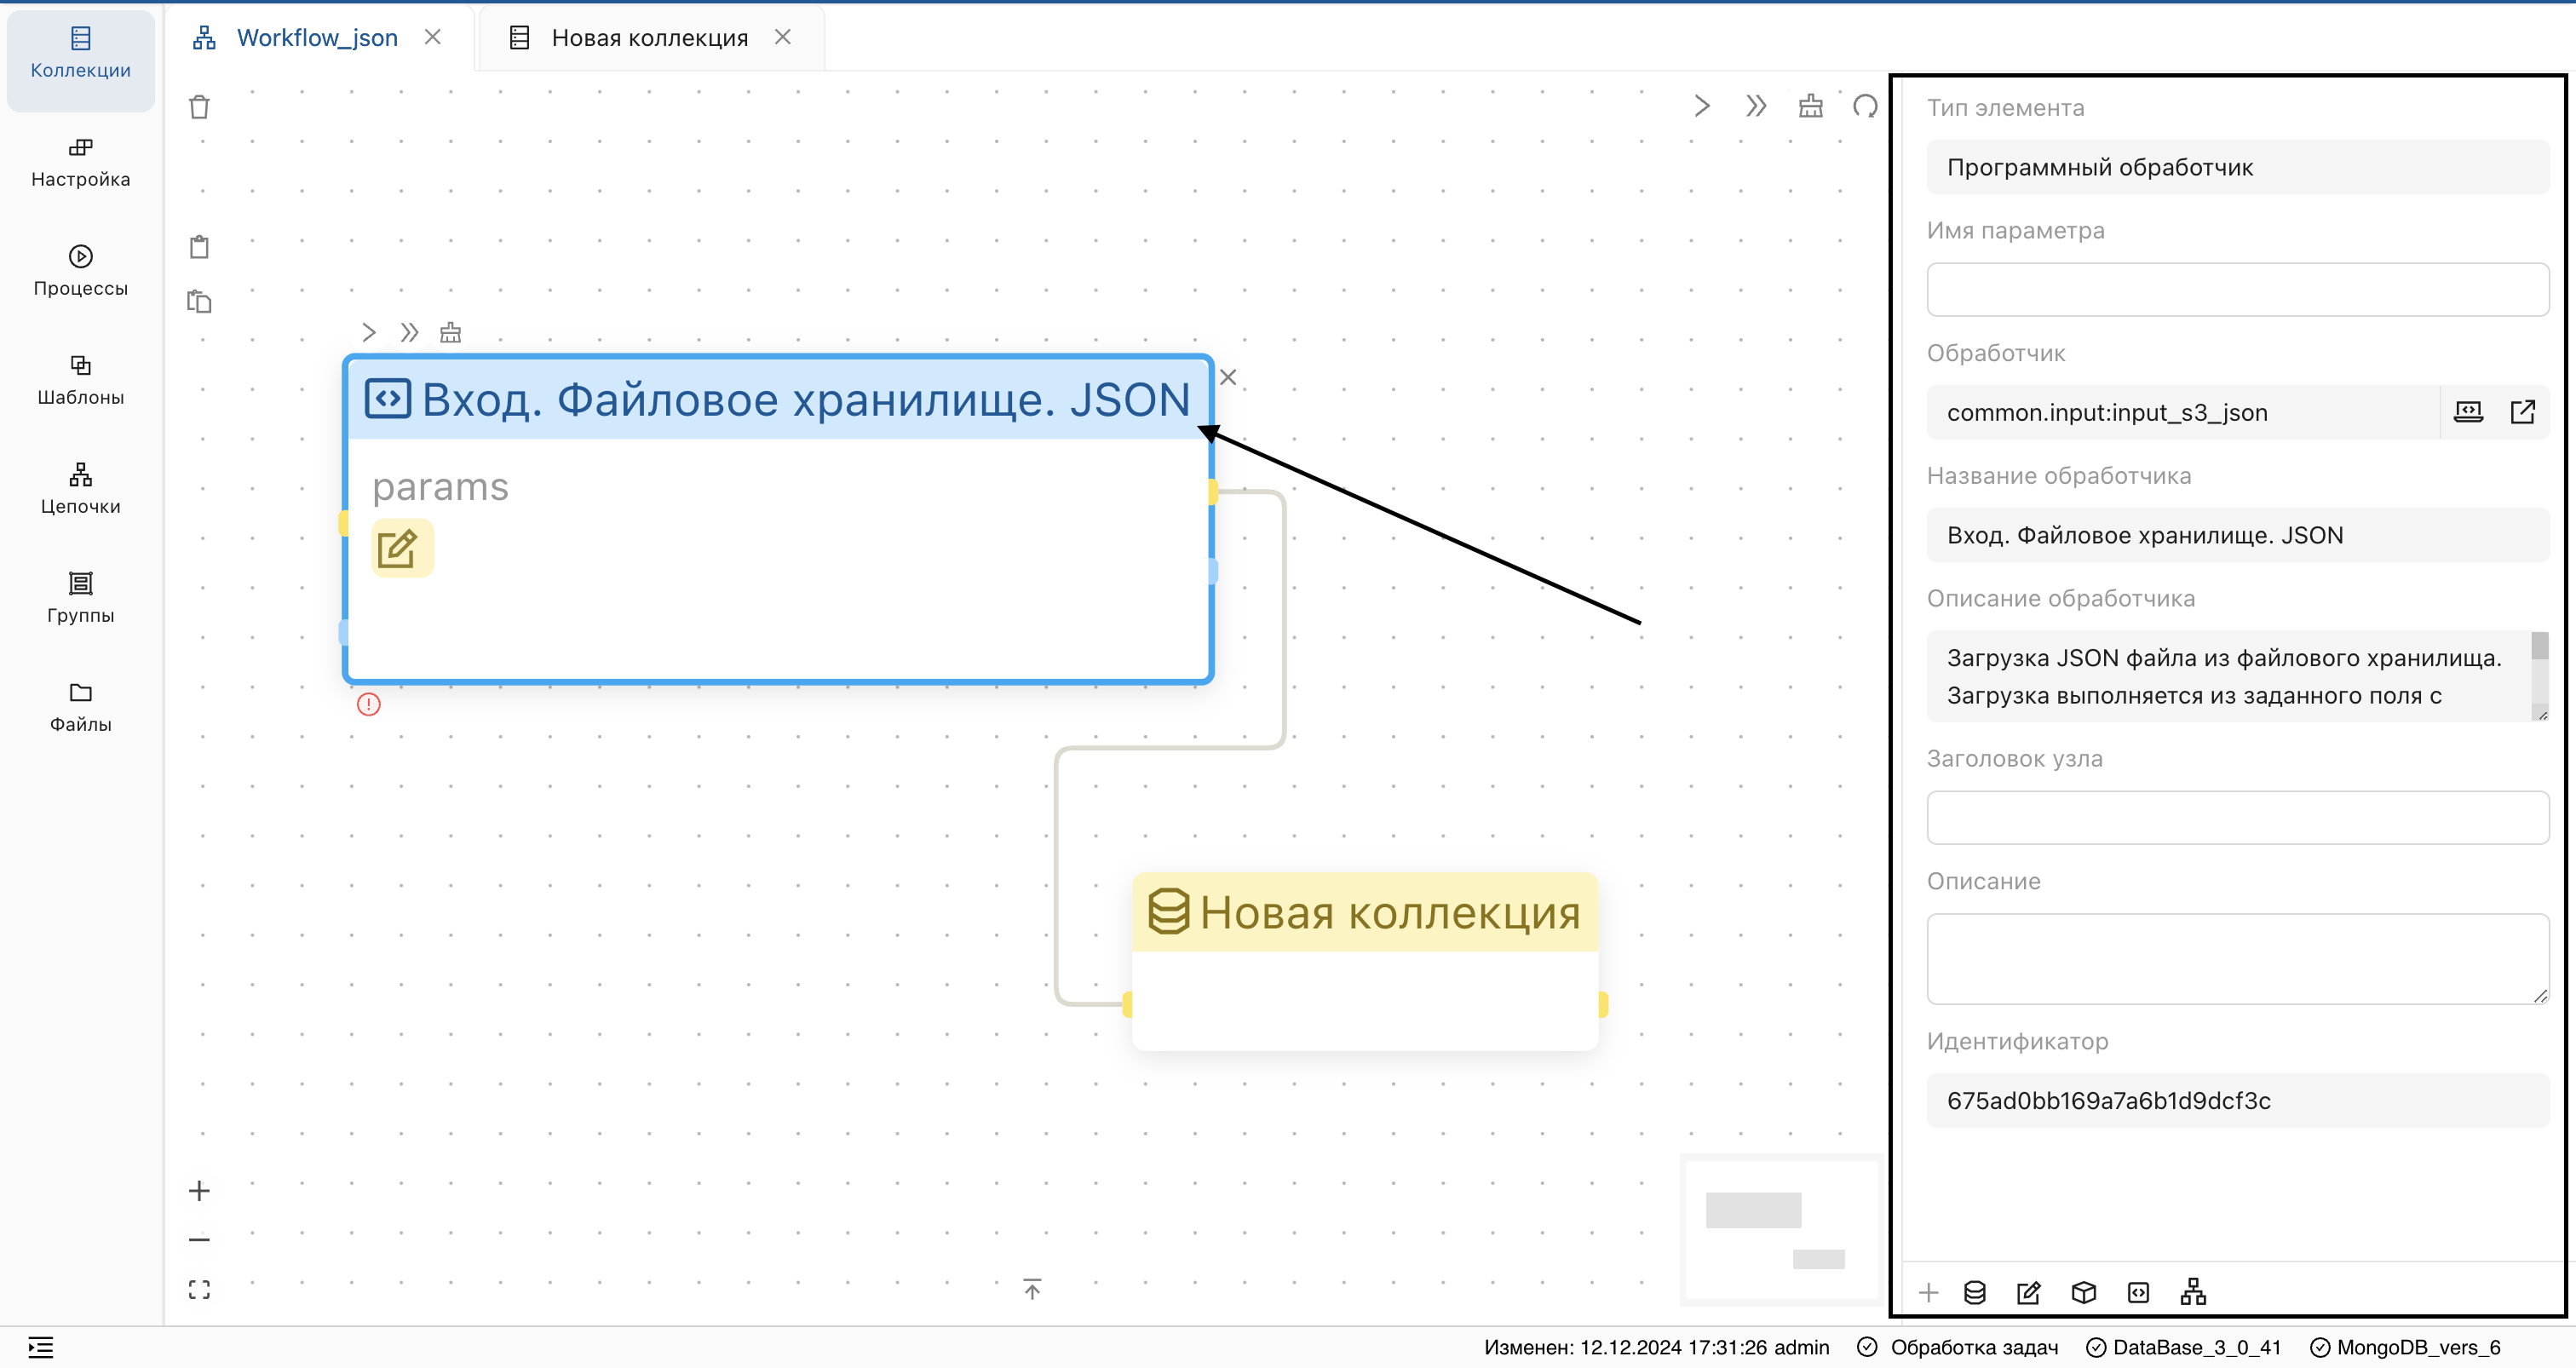 Workflow_json
Новая коллекция
Коллекции
Настройка
Процессы
Шаблоны
Цепочки
Группы
Файлы
Вход. Файловое хранилище. JSON
params
Новая коллекция
Тип элемента
Программный обработчик
Имя параметра
Обработчик
common.input:input_s3_json
Название обработчика
Вход. Файловое хранилище. JSON
Описание обработчика
Загрузка JSON файла из файлового хранилища.
Загрузка выполняется из заданного поля с
Заголовок узла
Описание
Идентификатор
675ad0bb169a7a6b1d9dcf3c
Изменен: 12.12.2024 17:31:26 admin
Обработка задач
DataBase_3_0_41
MongoDB_vers_6